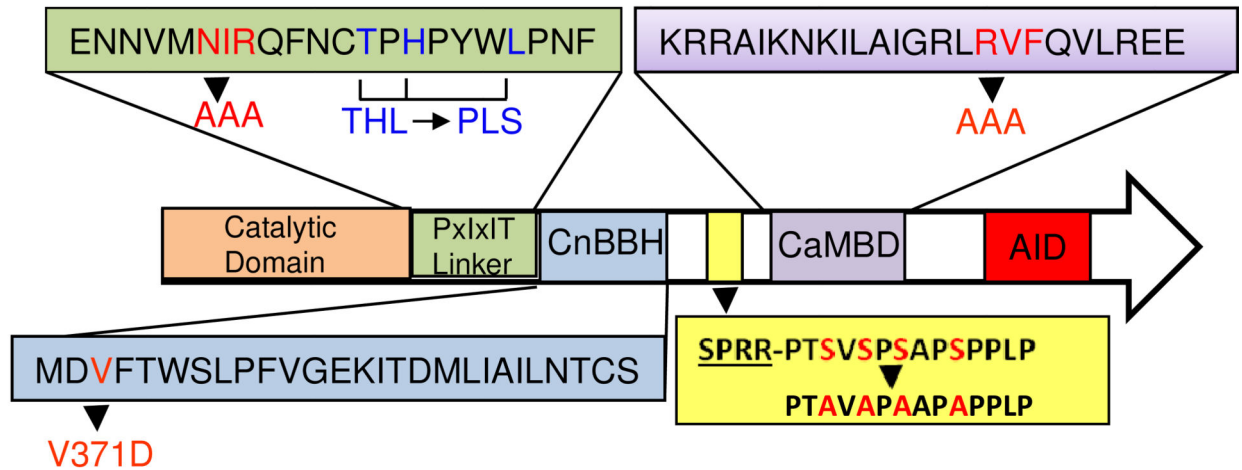 ENNVMNIRQFNCTPHPYWLPNF
KRRAIKNKILAIGRLRVFQVLREE
AAA
THL → PLS
AAA
Catalytic
Domain
PxIxIT
Linker
CnBBH
CaMBD
AID
MDVFTWSLPFVGEKITDMLIAILNTCS
V371D
SPRR-PTSVSPSAPSPPLP
PTAVAPAAPAPPLP